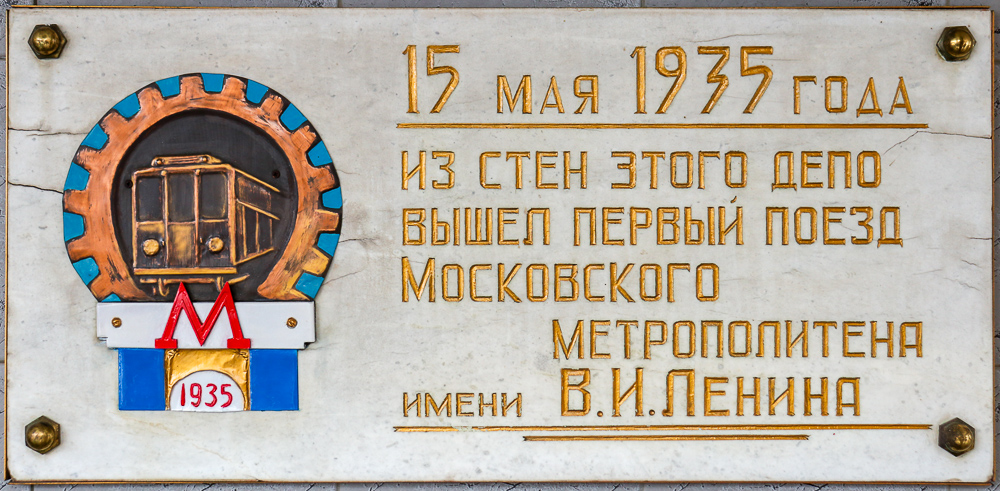 15 мая 1935 года
из стен этого депо
вышел первый поезд
Московского
метрополитена
имени В.И.Ленина
М
1935